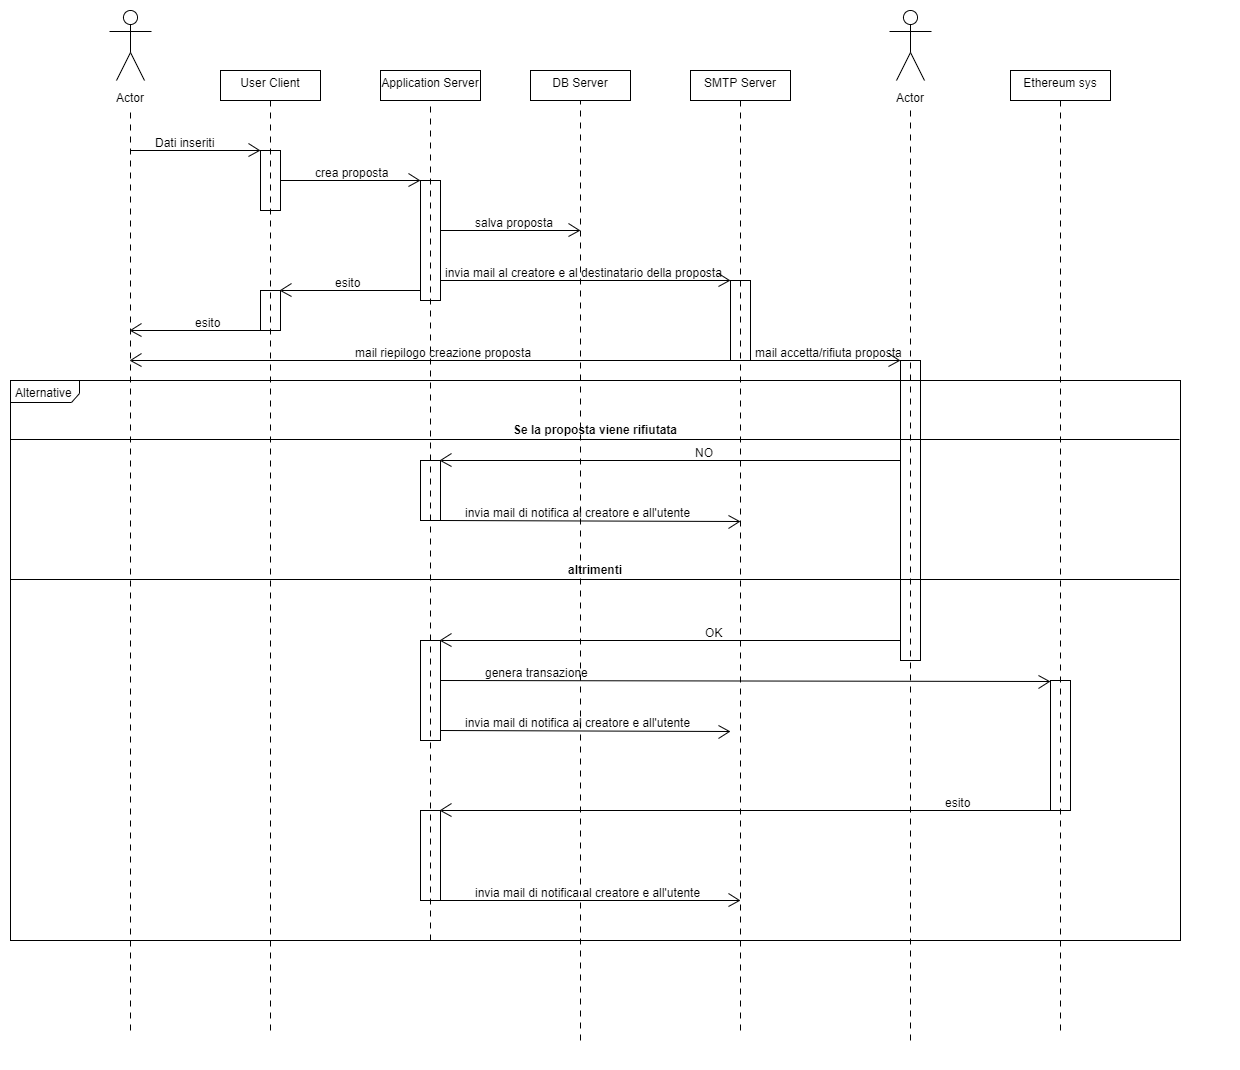 Actor
User Client
Application Server
DB Server
SMTP Server
Actor
Ethereum sys
Dati inseriti
crea proposta
salva proposta
invia mail al creatore e al destinatario della proposta
esito
esito
mail riepilogo creazione proposta
mail accetta/rifiuta proposta
Alternative
Se la proposta viene rifiutata
NO
invia mail di notifica al creatore e all'utente
altrimenti
OK
genera transazione
invia mail di notifica al creatore e all'utente
esito
invia mail di notifica al creatore e all'utente